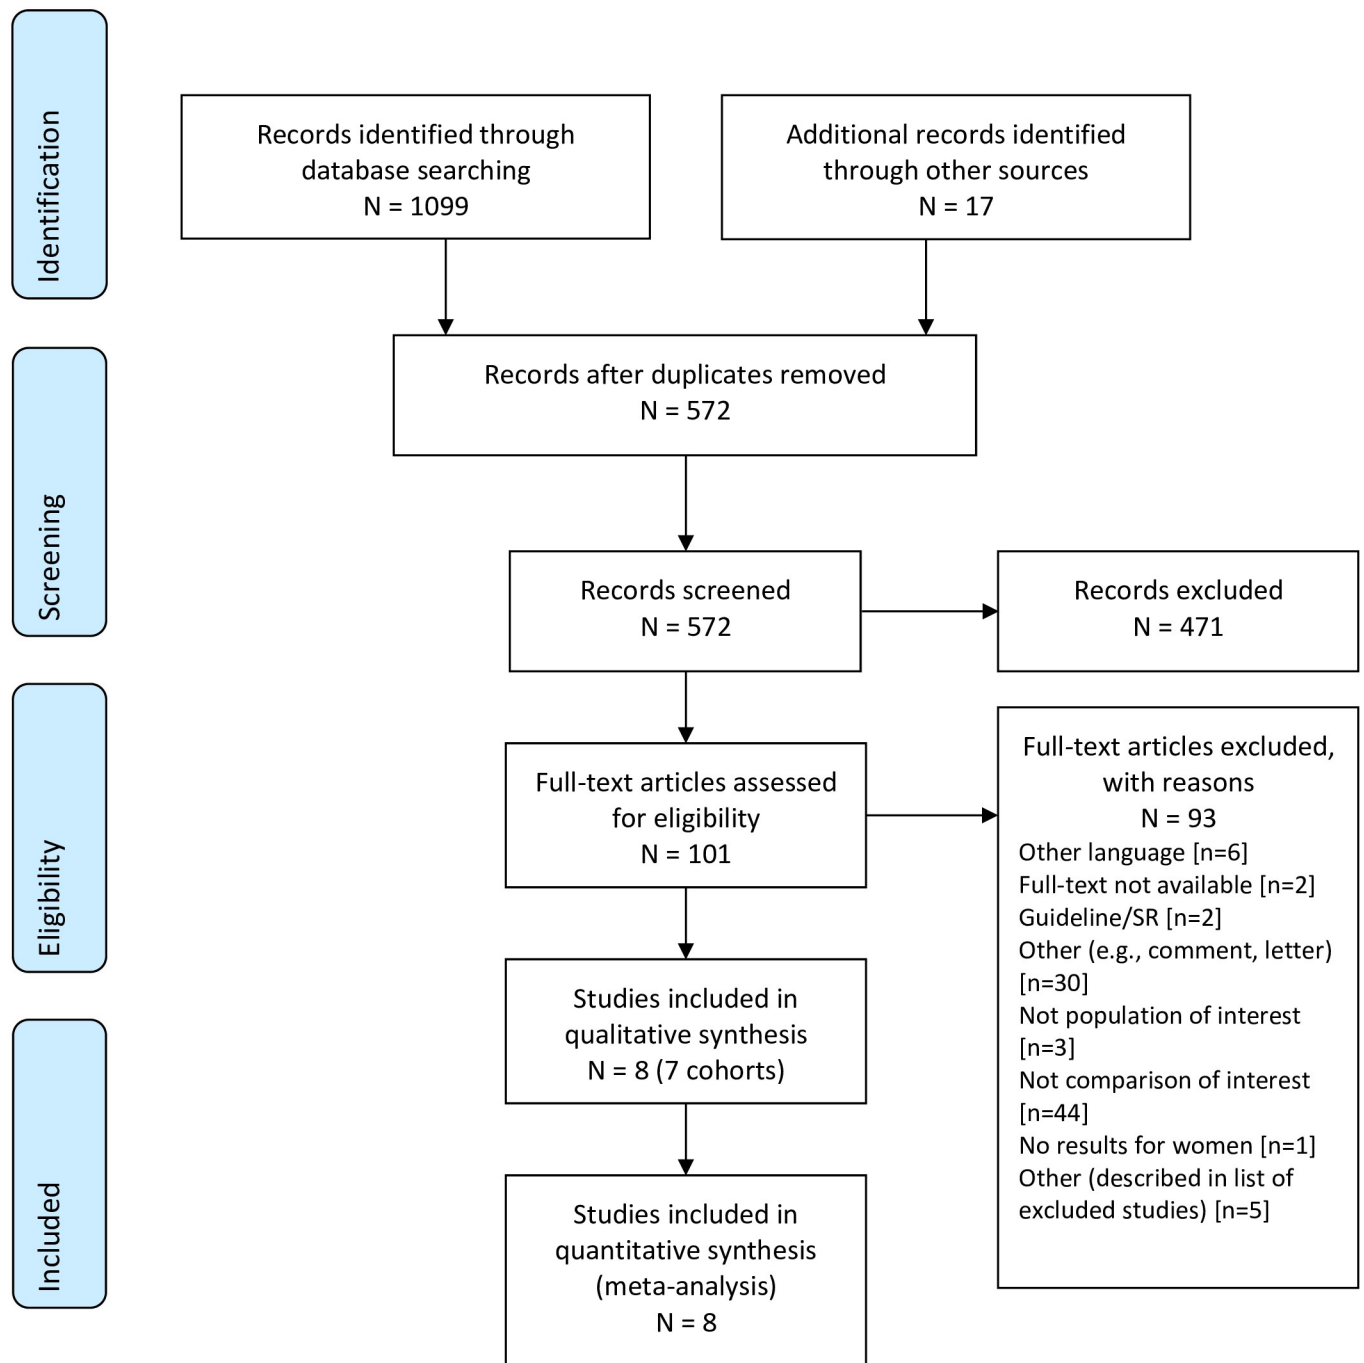 Identification
Records identified through
database searching
N = 1099
Additional records identified
through other sources
N = 17
Records after duplicates removed
N = 572
Screening
Records screened
N = 572
Records excluded
N = 471
Eligibility
Full-text articles assessed
for eligibility
N = 101
Full-text articles excluded,
with reasons
N = 93
Other language [n=6]
Full-text not available [n=2]
Guideline/SR [n=2]
Other (e.g., comment, letter)
[n=30]
Not population of interest
[n=3]
Not comparison of interest
[n=44]
No results for women [n=1]
Other (described in list of
excluded studies) [n=5]
Studies included in
qualitative synthesis
N = 8 (7 cohorts)
Included
Studies included in
quantitative synthesis
(meta-analysis)
N = 8